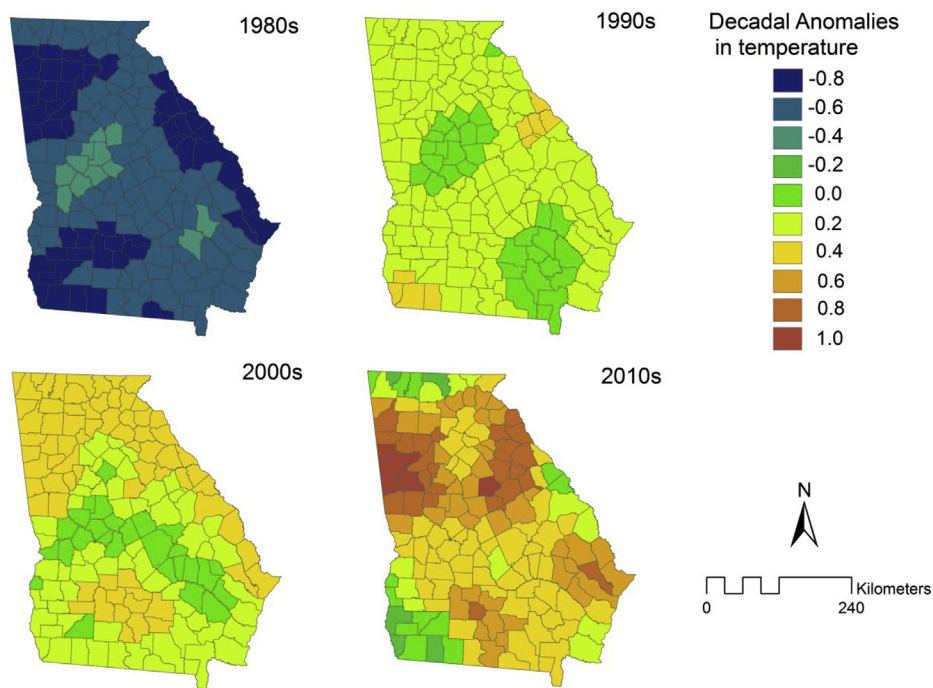 1980s
1990s
Decadal Anomalies
in temperature
-0.8
-0.6
-0.4
-0.2
0.0
0.2
0.4
0.6
0.8
1.0
2000s
2010s
N
Kilometers
0
240